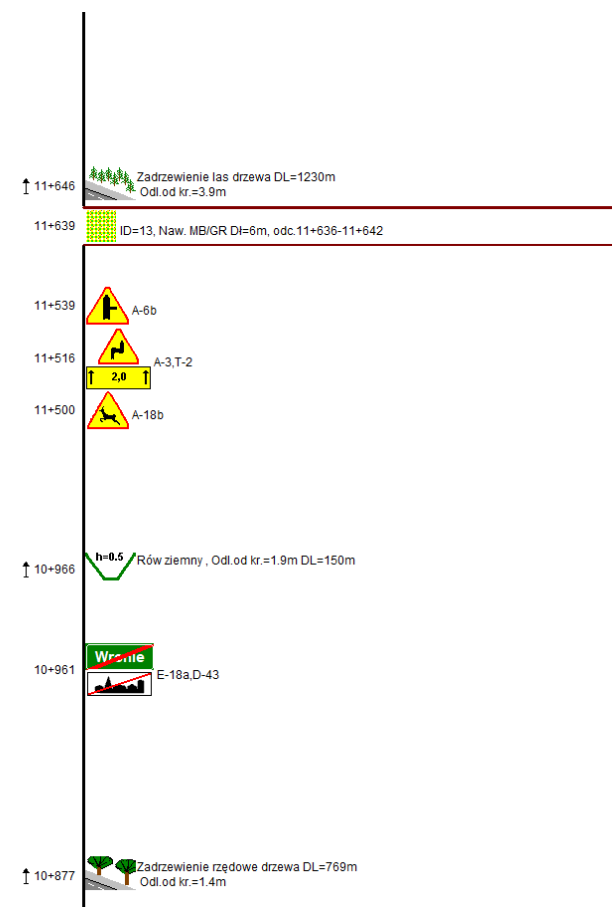 Zadrzewienie las drzewa DL=1230m
11+646 Odl.od kr.=3.9m
11+639 ID=13, Naw. MB/GR Dł=6m, odc.11+636-11+642
11+539 A-6b
11+516 A-3,T-2
2,0
11+500 A-18b
h=0.5
10+966 Rów ziemny , Odl.od kr.=1.9m DL=150m
Wronie
10+961 E-18a,D-43
Zadrzewienie rzędowe drzewa DL=769m
10+877 Odl.od kr.=1.4m